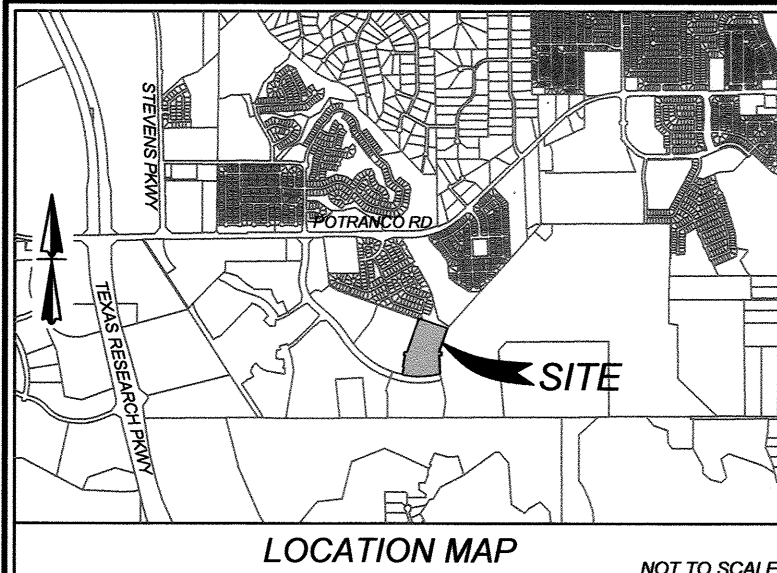 STEVENS PKWY
POTRANCO RD
TEXAS RESEARCH PKWY
SITE
LOCATION MAP
NOT TO SCALE